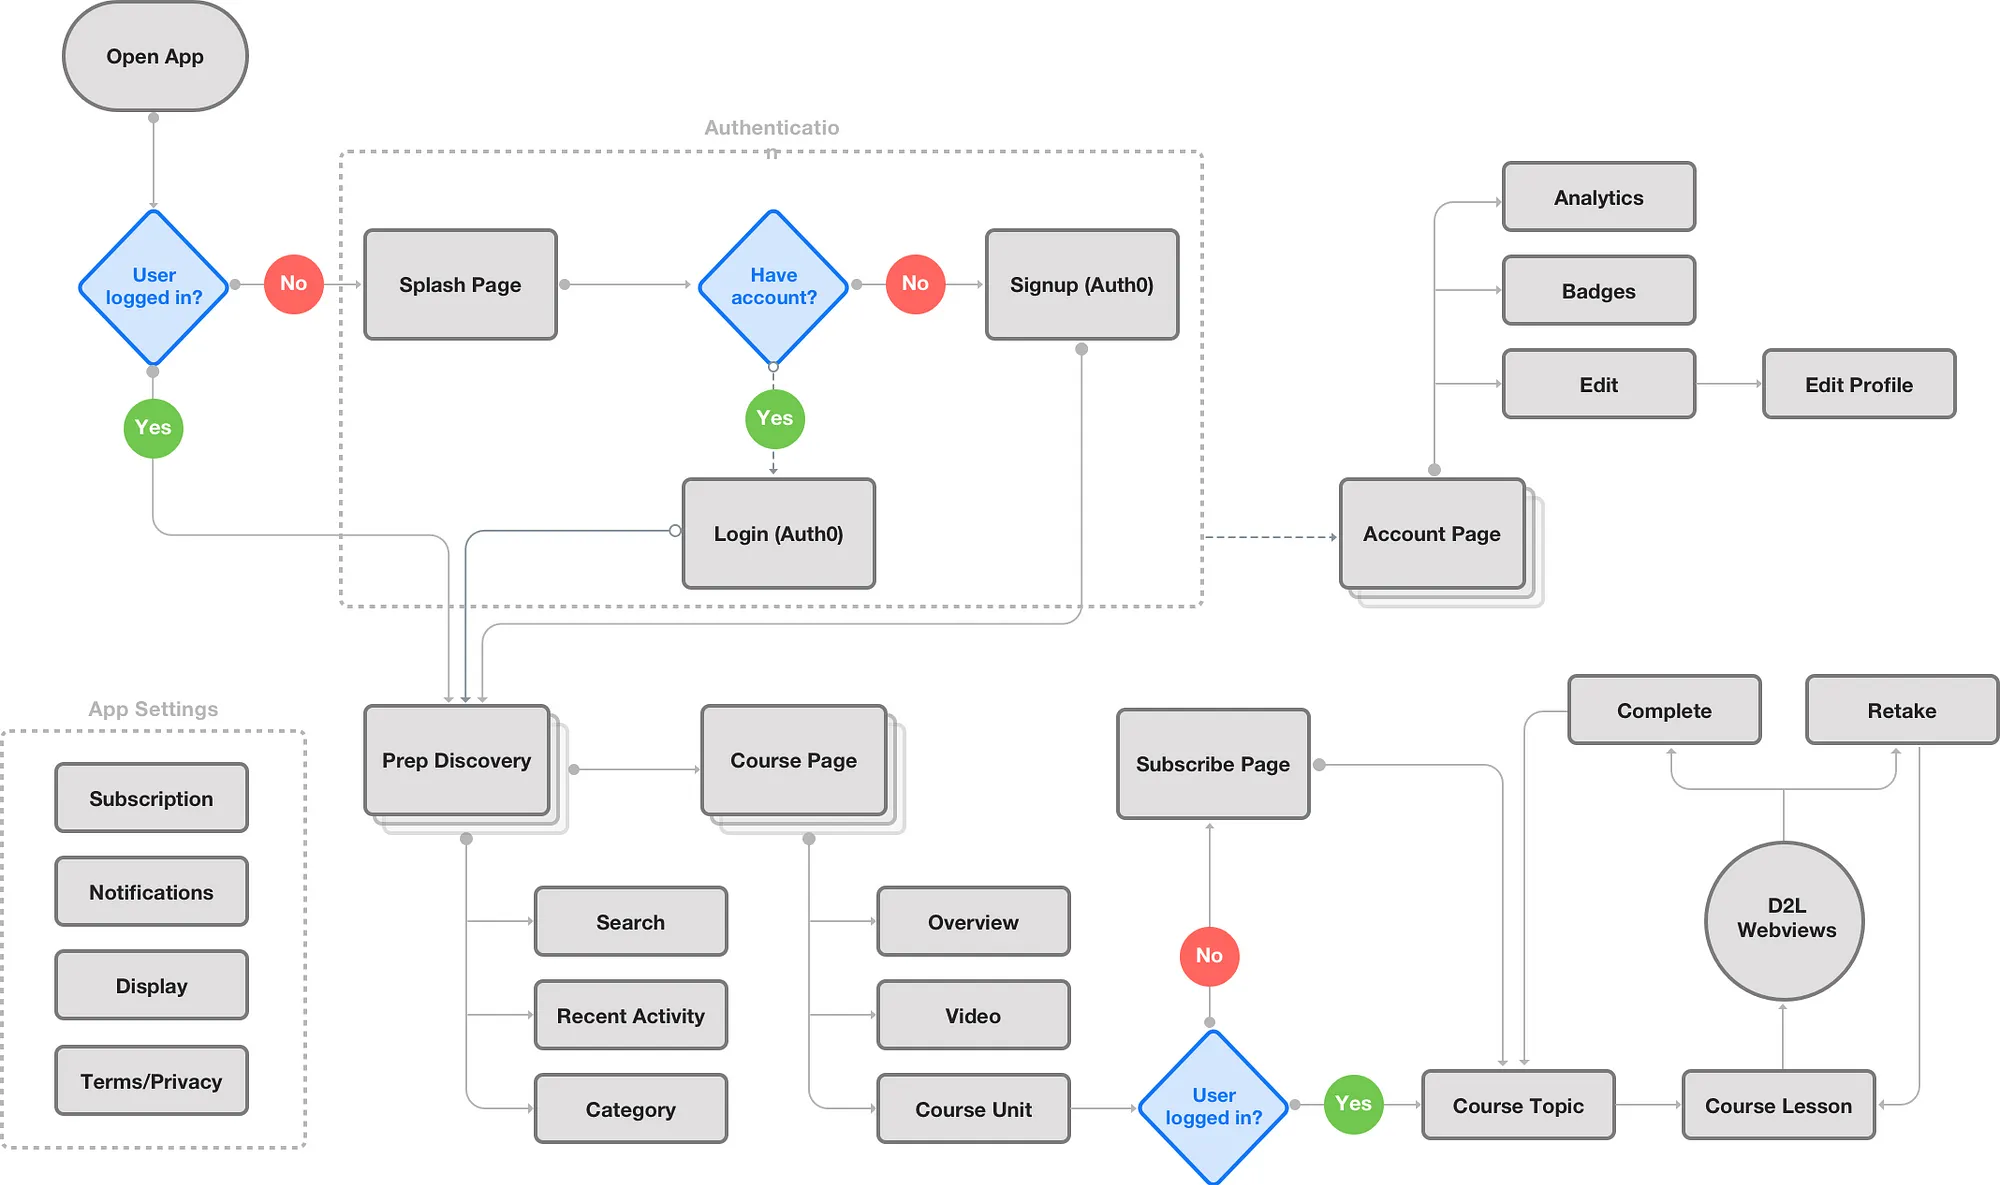 Open App
Authenticatio
n
User
logged in?
No
Splash Page
Have
account?
No
Signup (Auth0)
Yes
Yes
Login (Auth0)
Analytics
Badges
Edit
Edit Profile
Account Page
App Settings
Subscription
Notifications
Display
Terms/Privacy
Prep Discovery
Search
Recent Activity
Category
Course Page
Overview
Video
Course Unit
Subscribe Page
No
User
logged in?
Yes
Course Topic
Course Lesson
D2L
Webviews
Complete
Retake